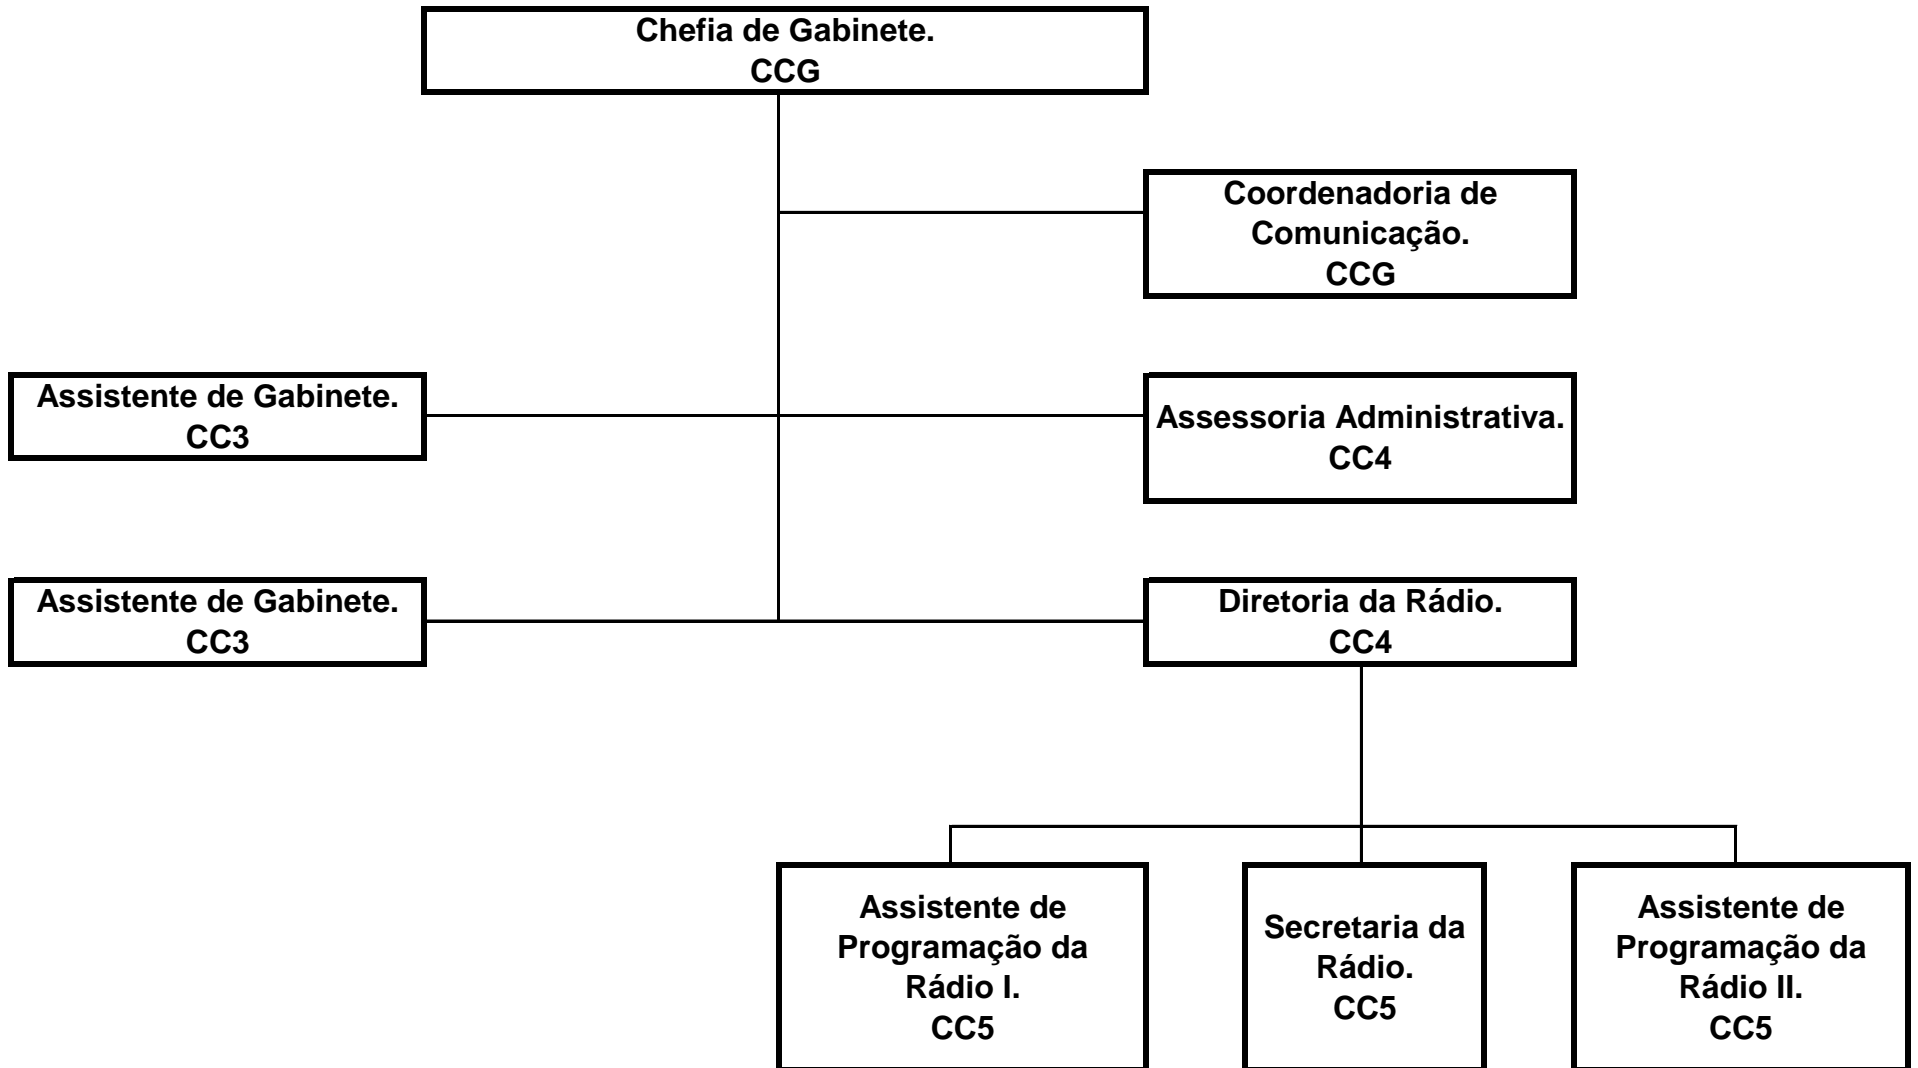 Chefia de Gabinete.
CCG
Coordenadoria de
Comunicação.
CCG
Assistente de Gabinete.
CC3
Assessoria Administrativa.
CC4
Assistente de Gabinete.
CC3
Diretoria da Rádio.
CC4
Assistente de
Programação da
Rádio I.
CC5
Secretaria da
Rádio.
CC5
Assistente de
Programação da
Rádio II.
CC5